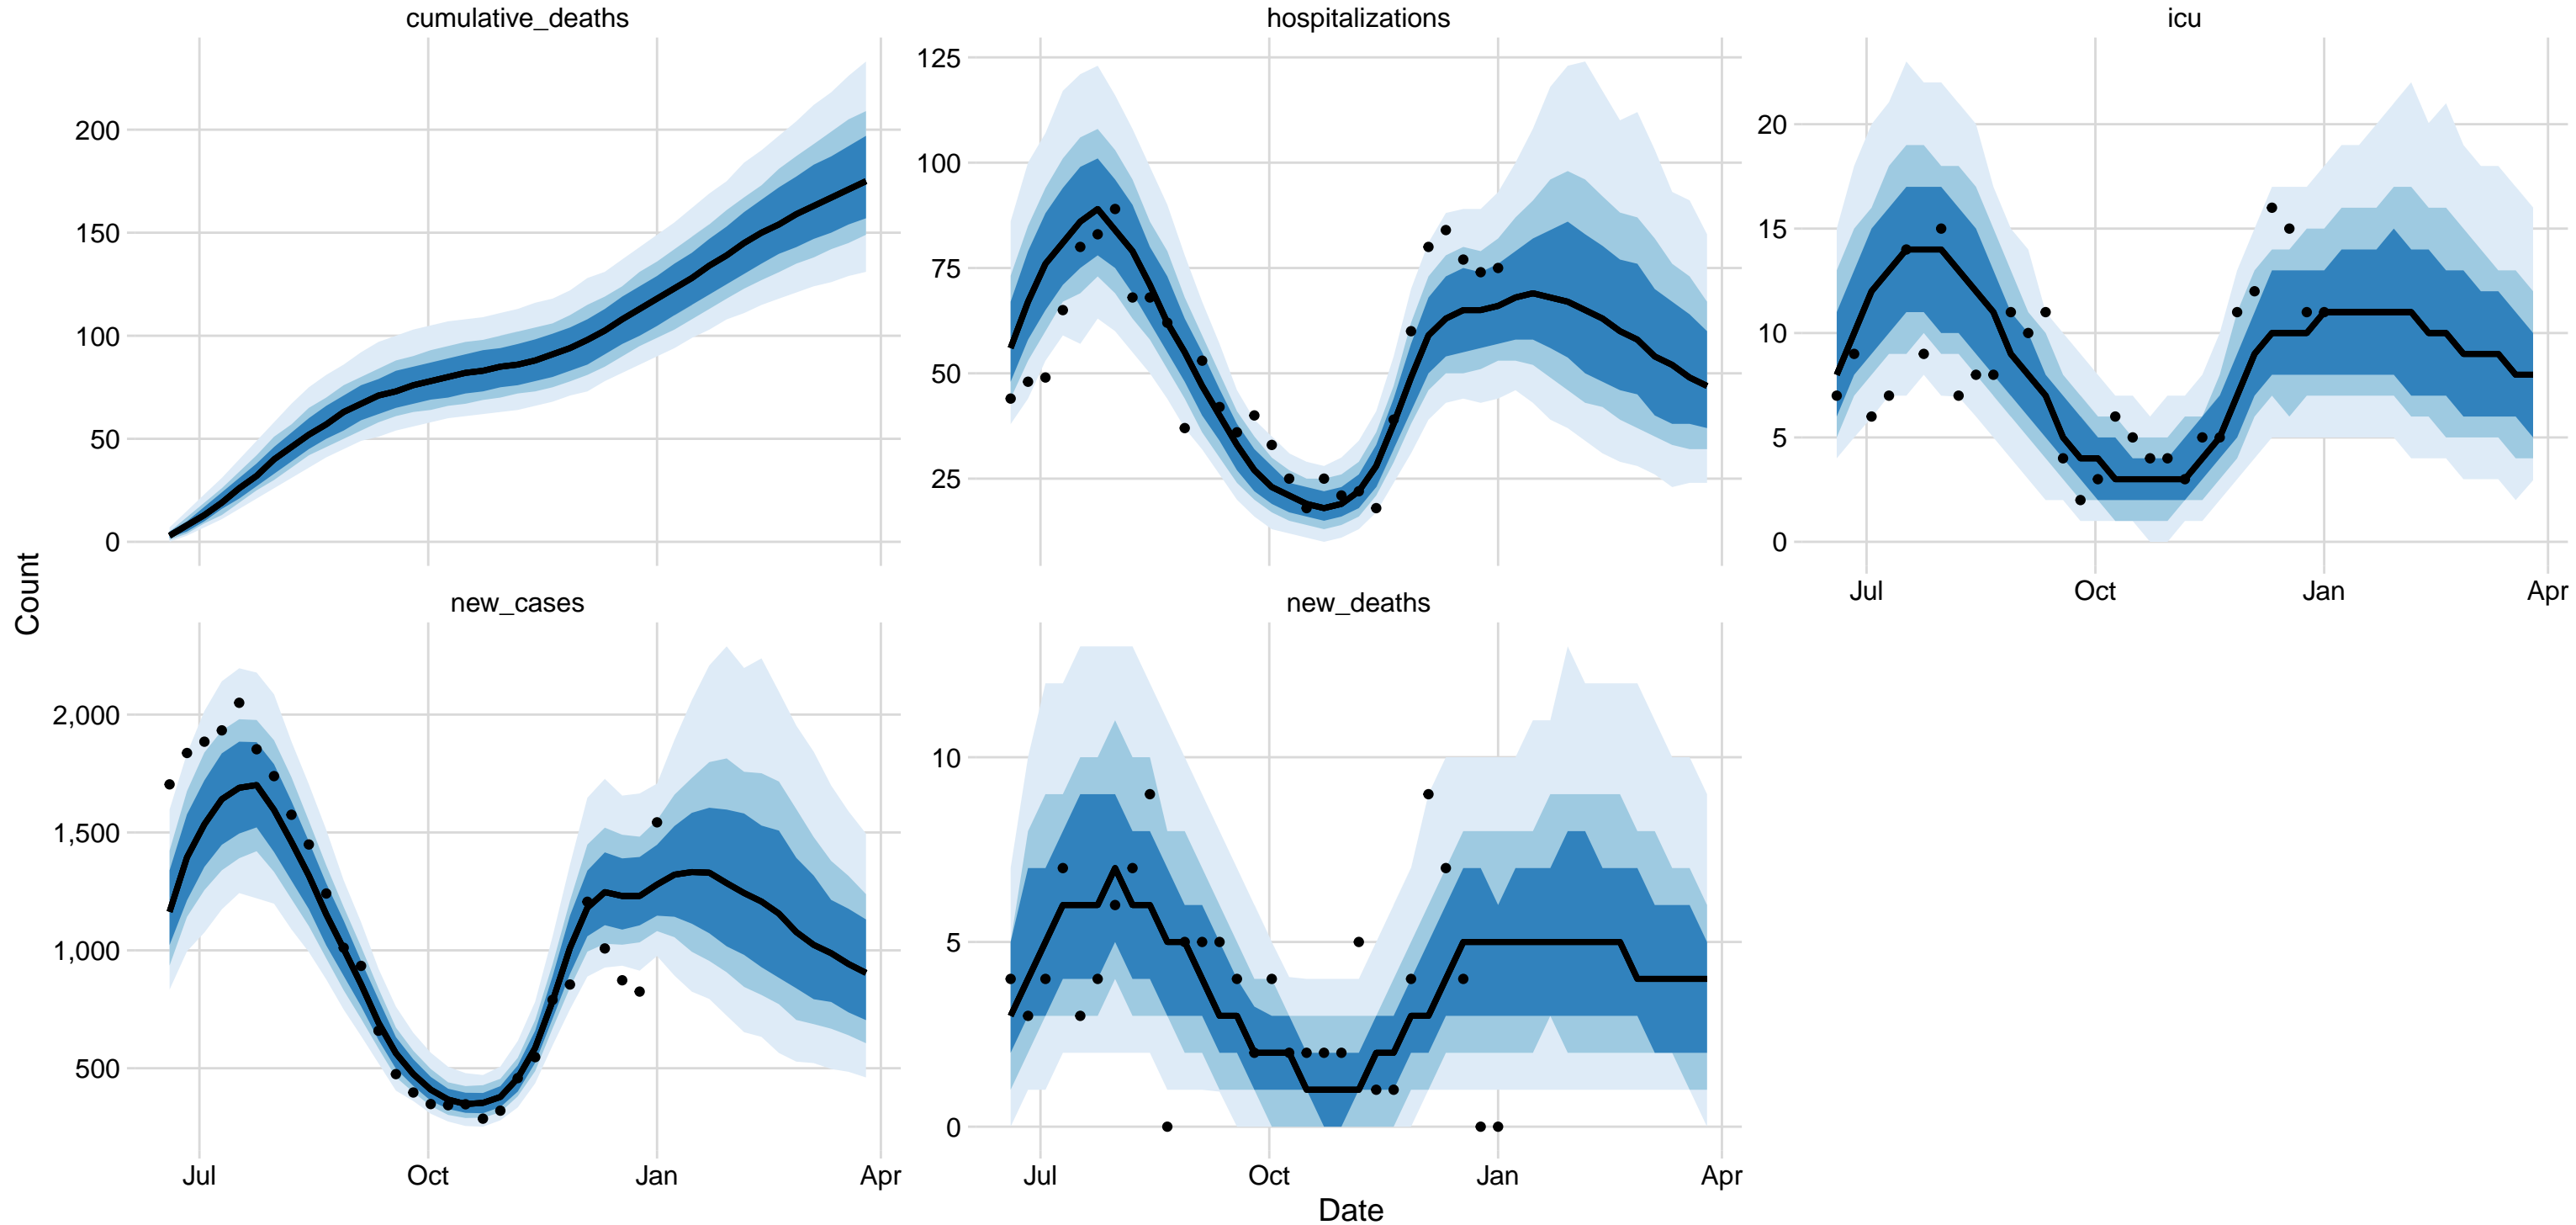 cumulative_deaths
hospitalizations
icu
200
150
100
50
0
125
100
75
50
25
20
15
10
5
0
Jul
Oct
Jan
Apr
Count
new_cases
new_deaths
2,000
1,500
1,000
500
10
5
0
Jul
Oct
Jan
Apr
Jul
Oct
Jan
Apr
Date